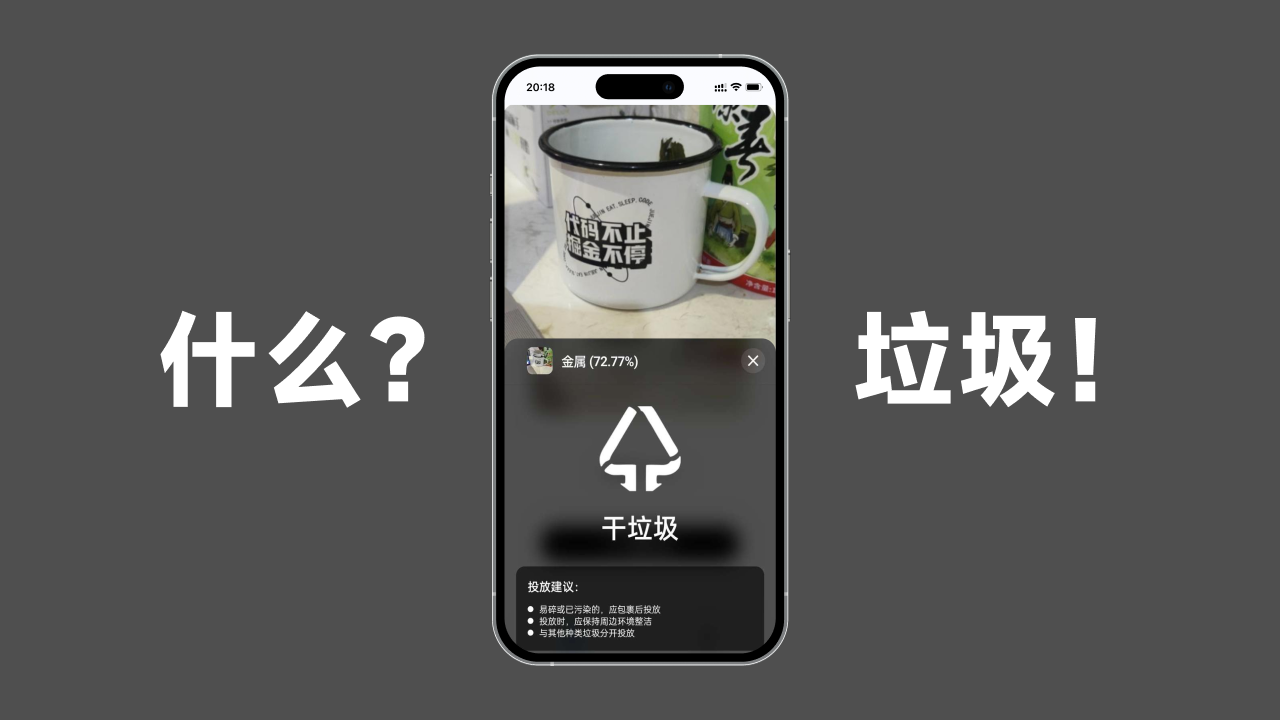 什么?
垃圾!
20:18
EAT, SLEEP, CODE
代码不止
掘金不停
净含量:
金属 (72.77%)
干垃圾
投放建议：
易碎或已污染的，应包裹后投放
投放时，应保持周边环境整洁
与其他种类垃圾分开投放